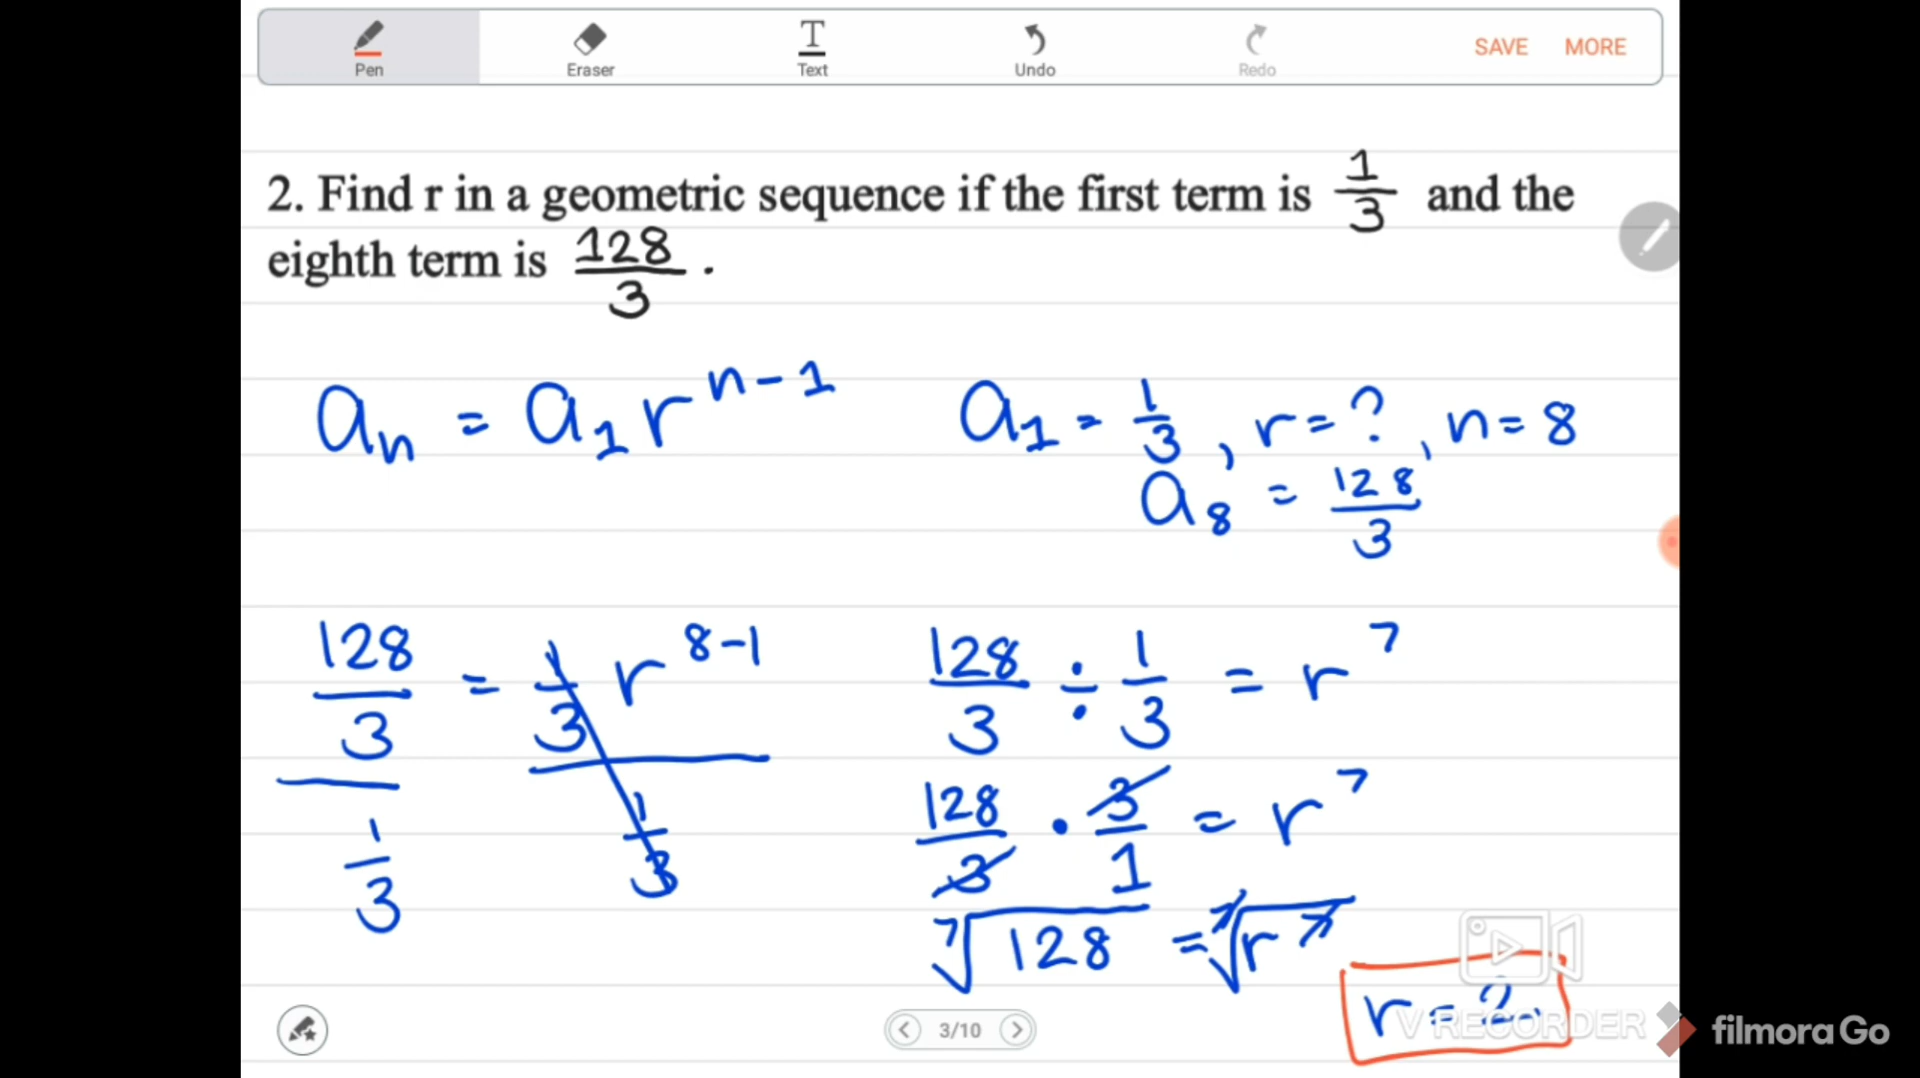 Pen Eraser Text Undo Redo SAVE MORE
2. Find r in a geometric sequence if the first term is 1/3 and the
eighth term is 128/3 .
aₙ = a₁ r^(n-1)
a₁ = 1/3 , r = ? , n = 8
a₈ = 128/3
(128/3)/(1/3) = (1/3 r^(8-1))/(1/3)
128/3 ÷ 1/3 = r^7
128/3 · 3/1 = r^7
⁷√128 = ⁷√r^7
r = 2
3/10
V RECORDER
filmora Go